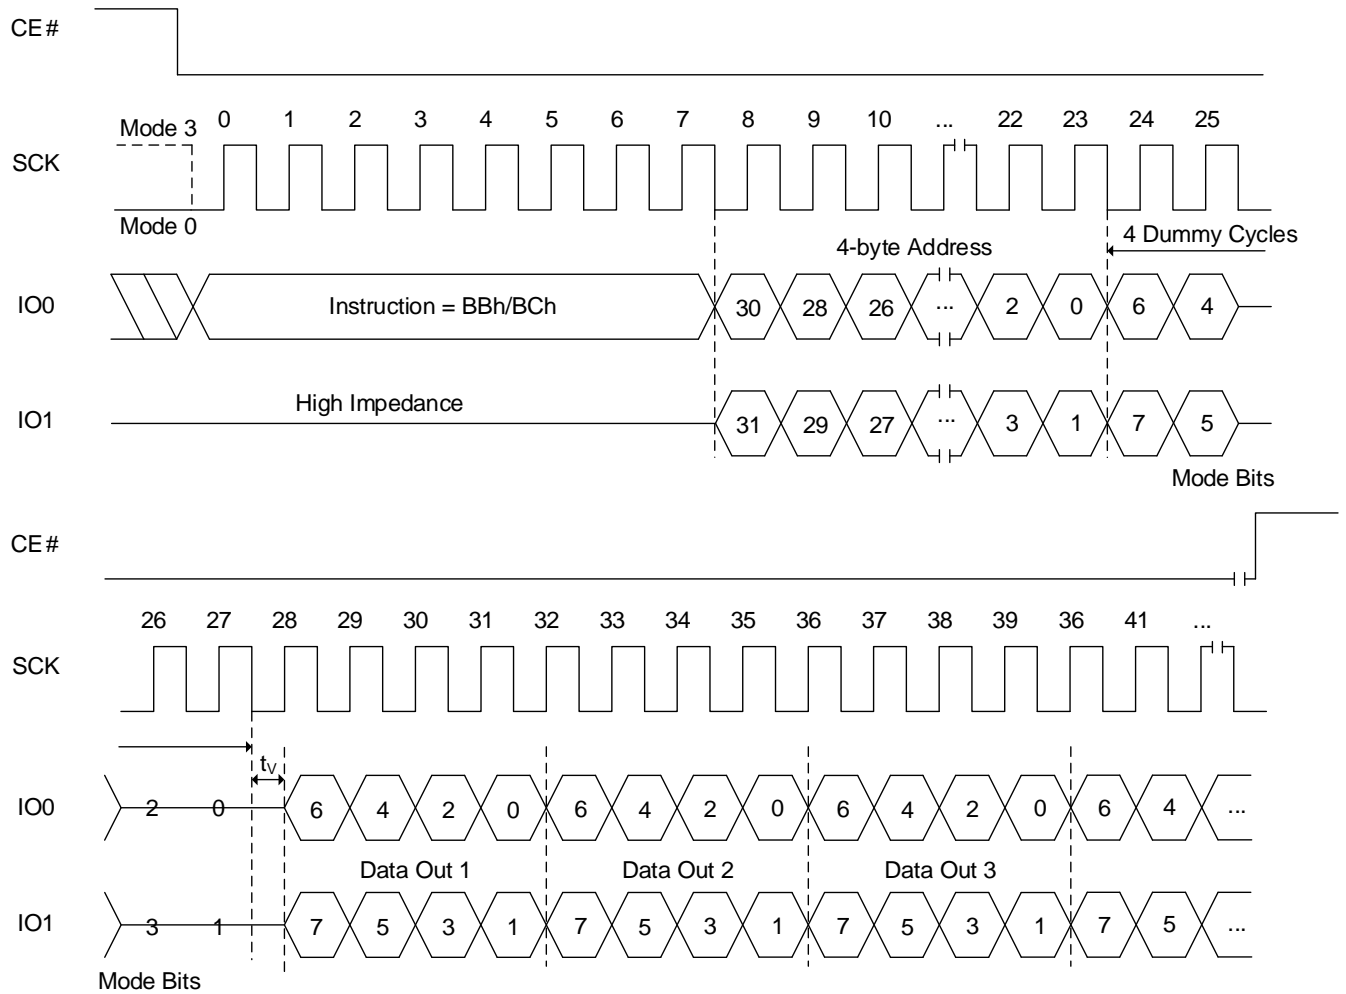 CE#
0 1 2 3 4 5 6 7 8 9 10 ... 22 23 24 25
Mode 3
SCK
Mode 0
4-byte Address
4 Dummy Cycles
IO0
Instruction = BBh/BCh
30 28 26 ... 2 0 6 4
High Impedance
IO1
31 29 27 ... 3 1 7 5
Mode Bits
CE#
26 27 28 29 30 31 32 33 34 35 36 37 38 39 36 41 ...
SCK
tV
IO0
2 0 6 4 2 0 6 4 2 0 6 4 2 0 6 4 ...
Data Out 1 Data Out 2 Data Out 3
IO1
3 1 7 5 3 1 7 5 3 1 7 5 3 1 7 5 ...
Mode Bits